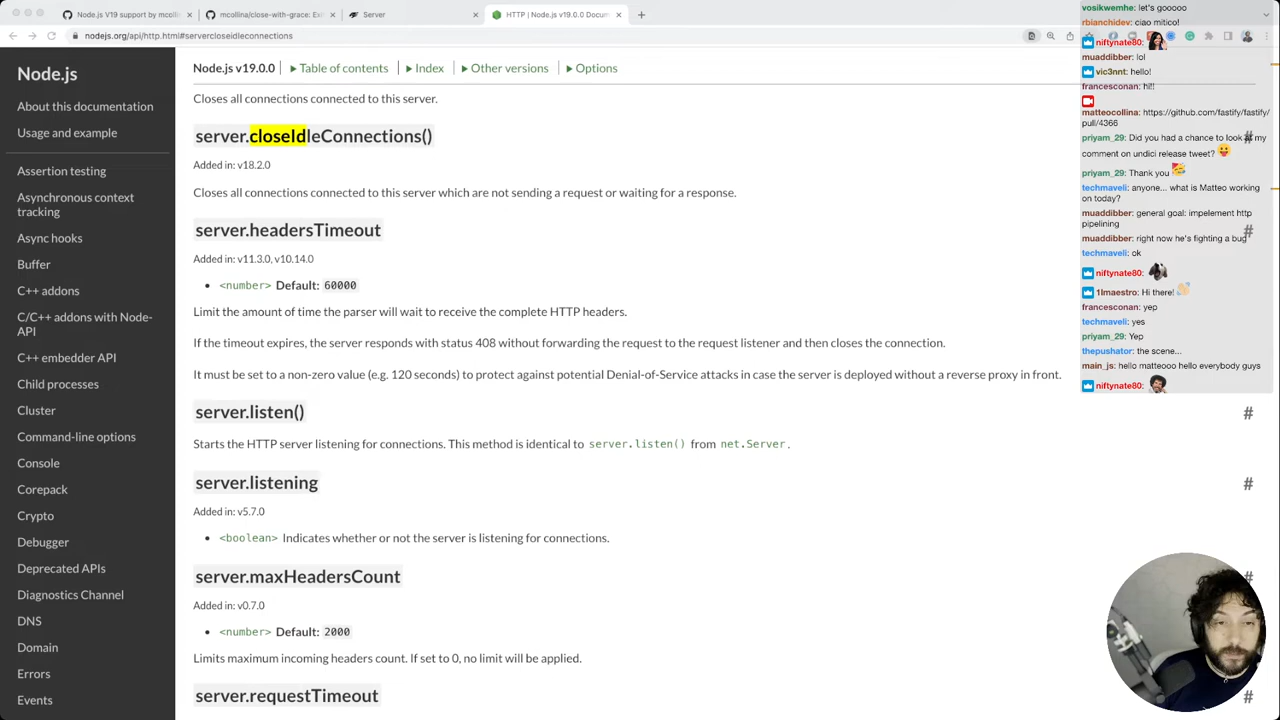 Node.js V19 support by mcollin
mcollina/close-with-grace: Exi
Server
HTTP | Node.js v19.0.0 Docum
nodejs.org/api/http.html#servercloseidleconnections
Node.js
About this documentation
Usage and example
Assertion testing
Asynchronous context
tracking
Async hooks
Buffer
C++ addons
C/C++ addons with Node-
API
C++ embedder API
Child processes
Cluster
Command-line options
Console
Corepack
Crypto
Debugger
Deprecated APIs
Diagnostics Channel
DNS
Domain
Errors
Events
Node.js v19.0.0
Table of contents
Index
Other versions
Options
Closes all connections connected to this server.
server.closeIdleConnections()
#
Added in: v18.2.0
Closes all connections connected to this server which are not sending a request or waiting for a response.
server.headersTimeout
#
Added in: v11.3.0, v10.14.0
<number> Default: 60000
Limit the amount of time the parser will wait to receive the complete HTTP headers.
If the timeout expires, the server responds with status 408 without forwarding the request to the request listener and then closes the connection.
It must be set to a non-zero value (e.g. 120 seconds) to protect against potential Denial-of-Service attacks in case the server is deployed without a reverse proxy in front.
server.listen()
#
Starts the HTTP server listening for connections. This method is identical to server.listen() from net.Server.
server.listening
#
Added in: v5.7.0
<boolean> Indicates whether or not the server is listening for connections.
server.maxHeadersCount
#
Added in: v0.7.0
<number> Default: 2000
Limits maximum incoming headers count. If set to 0, no limit will be applied.
server.requestTimeout
#
vosikwemhe: let's gooooo
rbianchidev: ciao mitico!
niftynate80:
muaddibber: lol
vic3nnt: hello!
francesconan: hi!!
matteocollina: https://github.com/fastify/fastify/
pull/4366
priyam_29: Did you had a chance to look at my
comment on undici release tweet?
priyam_29: Thank you
techmaveli: anyone... what is Matteo working
on today?
muaddibber: general goal: impelement http
pipelining
muaddibber: right now he's fighting a bug
techmaveli: ok
niftynate80:
1lmaestro: Hi there!
francesconan: yep
techmaveli: yes
priyam_29: Yep
thepushator: the scene...
main_js: hello matteooo hello everybody guys
niftynate80: